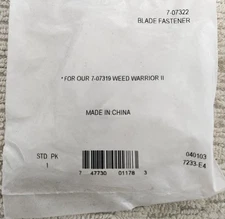 7-07322
BLADE FASTENER
*FOR OUR 7-07319 WEED WARRIOR II
MADE IN CHINA
STD PK
1
7 47730 01178 3
040103
7233-E4